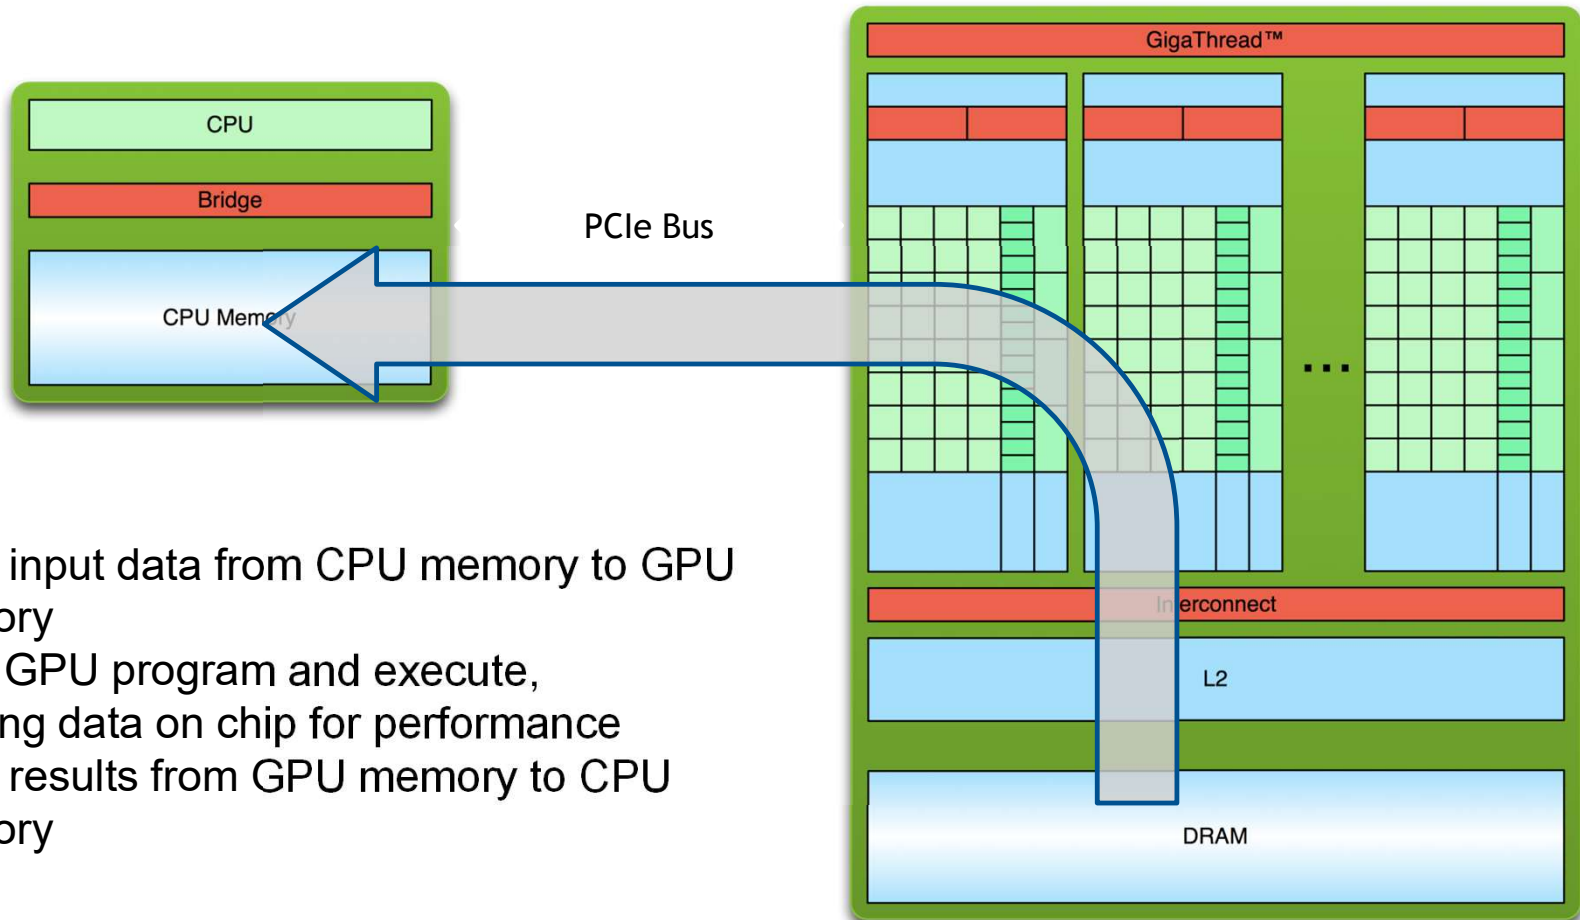 GigaThread™
CPU
Bridge
PCIe Bus
CPU Memory
...
input data from CPU memory to GPU
ory
GPU program and execute,
ng data on chip for performance
results from GPU memory to CPU
ory
Interconnect
L2
DRAM